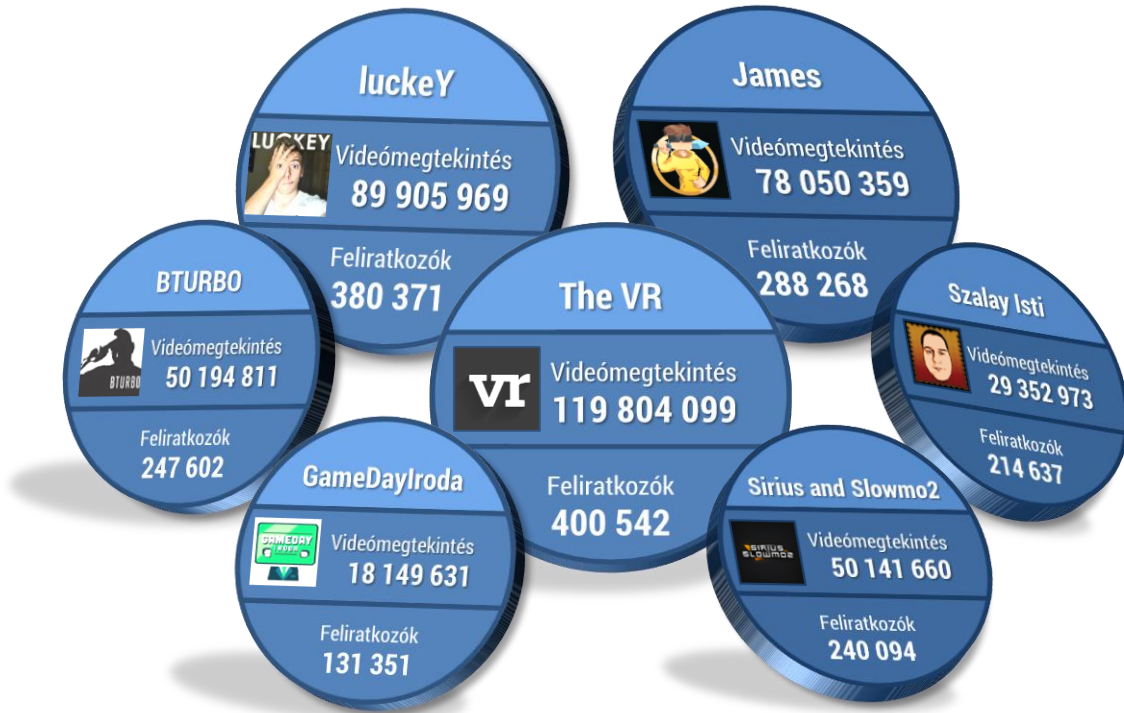 luckeY
LUCKEY
Videómegtekintés
89 905 969
Feliratkozók
380 371
James
Videómegtekintés
78 050 359
Feliratkozók
288 268
BTURBO
BTURBO
Videómegtekintés
50 194 811
Feliratkozók
247 602
The VR
vr
Videómegtekintés
119 804 099
Feliratkozók
400 542
Szalay Isti
Videómegtekintés
29 352 973
Feliratkozók
214 637
GameDayIroda
GAMEDAY
IRODA
Videómegtekintés
18 149 631
Feliratkozók
131 351
Sirius and Slowmo2
SIRIUS
SLOWMO2
Videómegtekintés
50 141 660
Feliratkozók
240 094